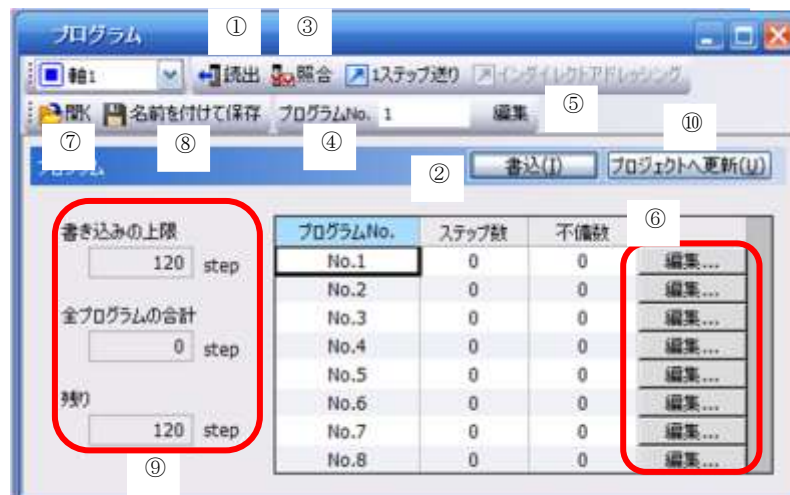 プログラム ① ③
軸1 読出 照合 1ステップ送り インダイレクトアドレッシング
開く 名前を付けて保存 プログラムNo. 1 編集 ⑤
⑦ ⑧ ④ ⑩
プログラム ② 書込(I) プロジェクトへ更新(U)
書き込みの上限
120 step
全プログラムの合計
0 step
残り
120 step
⑨
⑥
プログラムNo. ステップ数 不備数
No.1 0 0 編集...
No.2 0 0 編集...
No.3 0 0 編集...
No.4 0 0 編集...
No.5 0 0 編集...
No.6 0 0 編集...
No.7 0 0 編集...
No.8 0 0 編集...